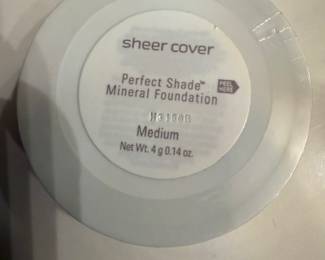 sheer cover
Perfect Shade™
Mineral Foundation
PEEL
HERE
Medium
Net Wt. 4 g 0.14 oz.